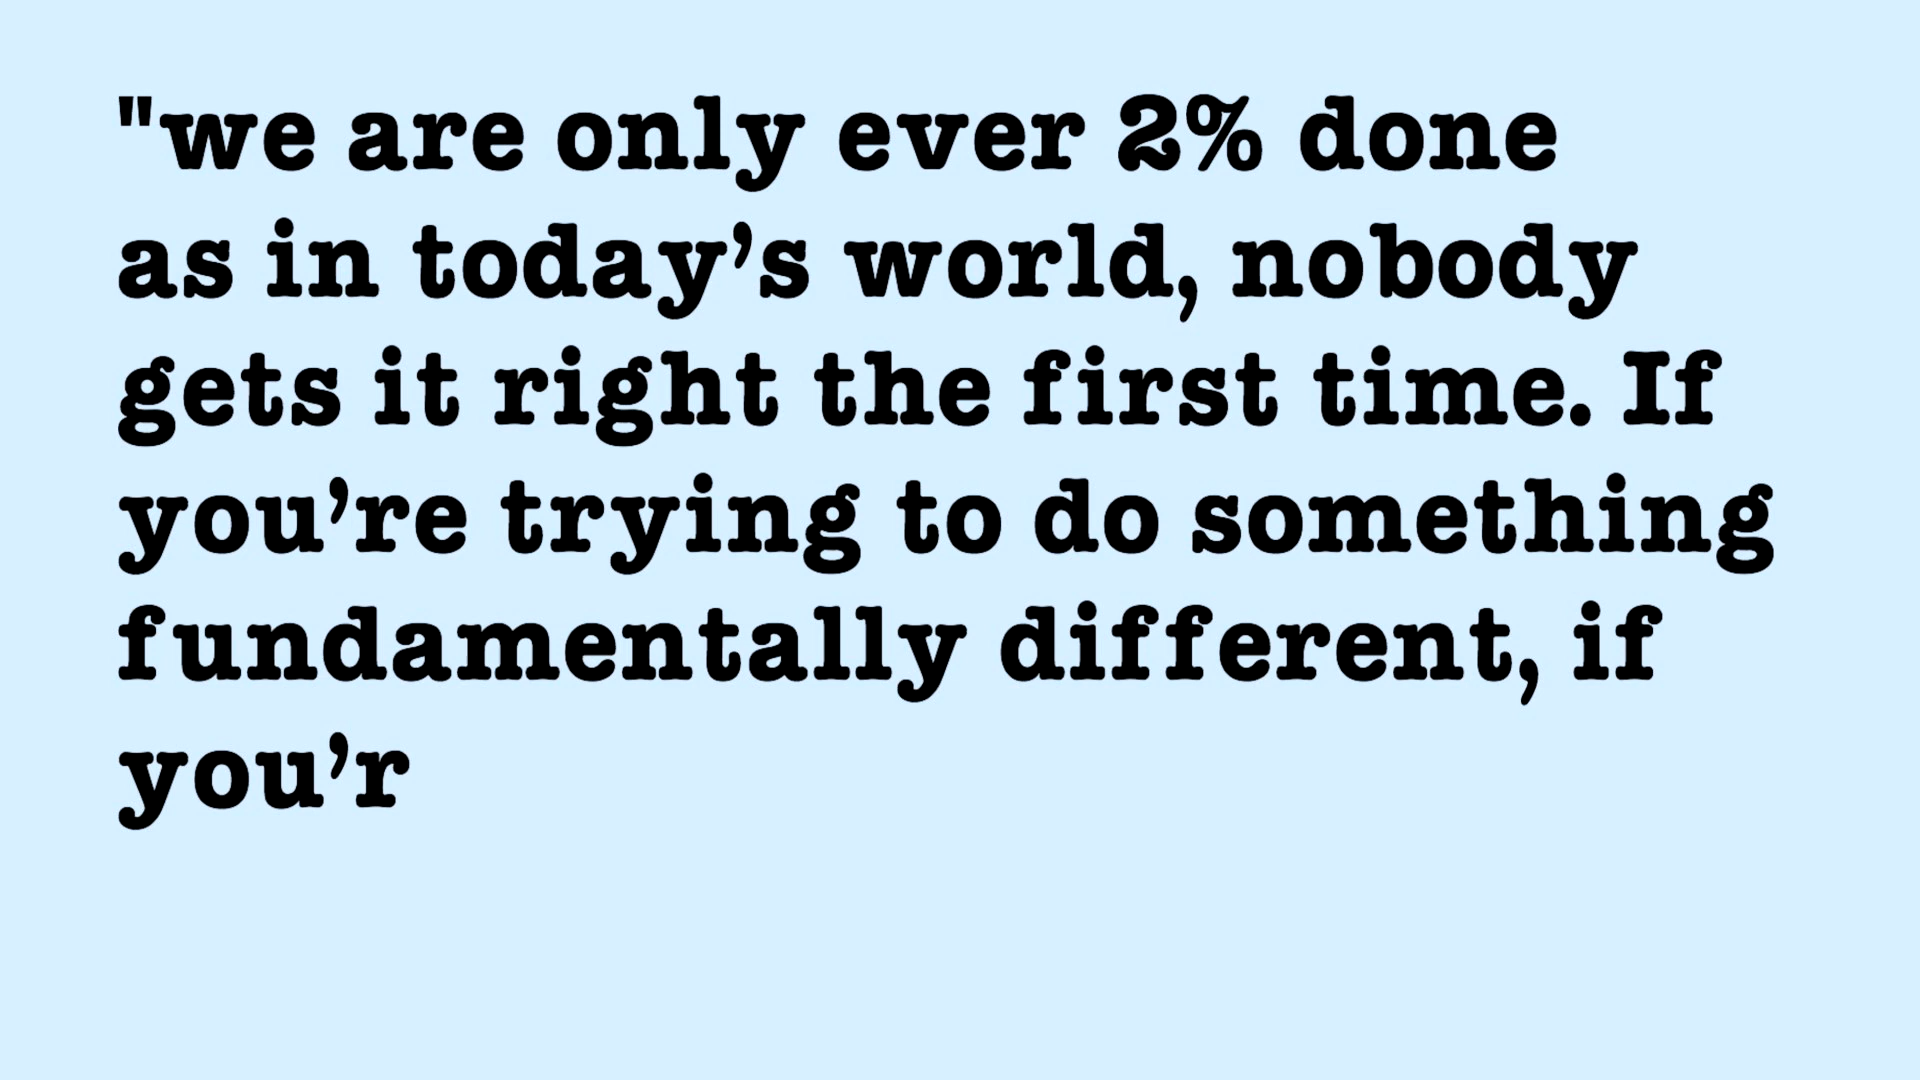 "we are only ever 2% done
as in today’s world, nobody
gets it right the first time. If
you’re trying to do something
fundamentally different, if
you’r